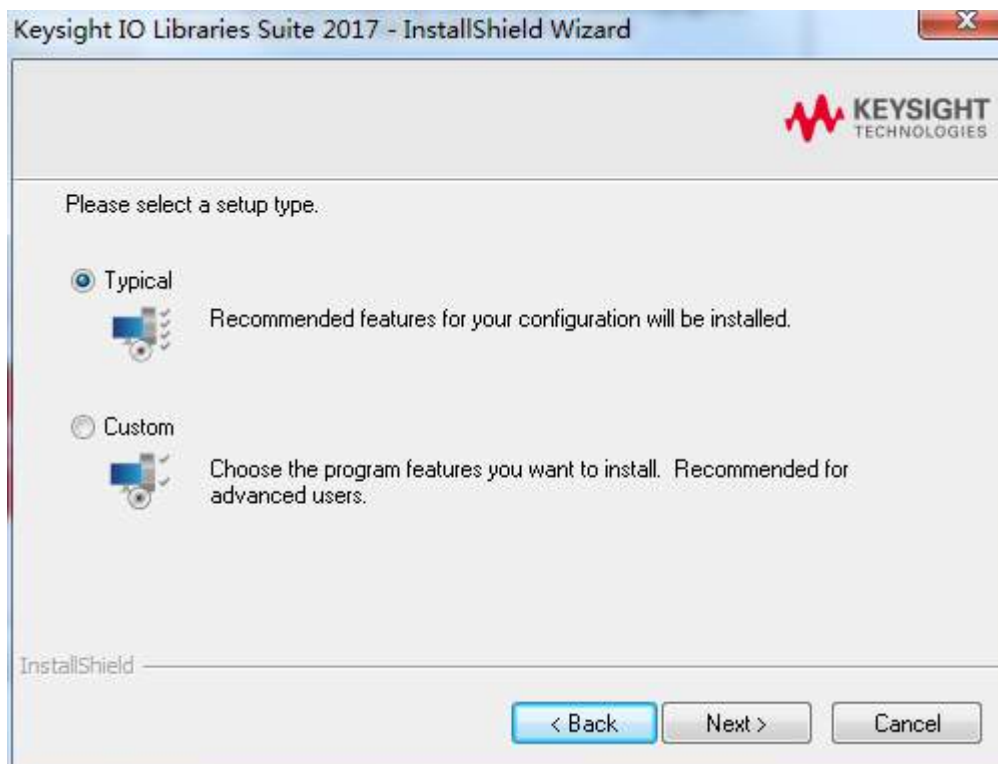 Keysight IO Libraries Suite 2017 - InstallShield Wizard
KEYSIGHT
TECHNOLOGIES
Please select a setup type.
Typical
Recommended features for your configuration will be installed.
Custom
Choose the program features you want to install.  Recommended for
advanced users.
InstallShield
< Back Next > Cancel